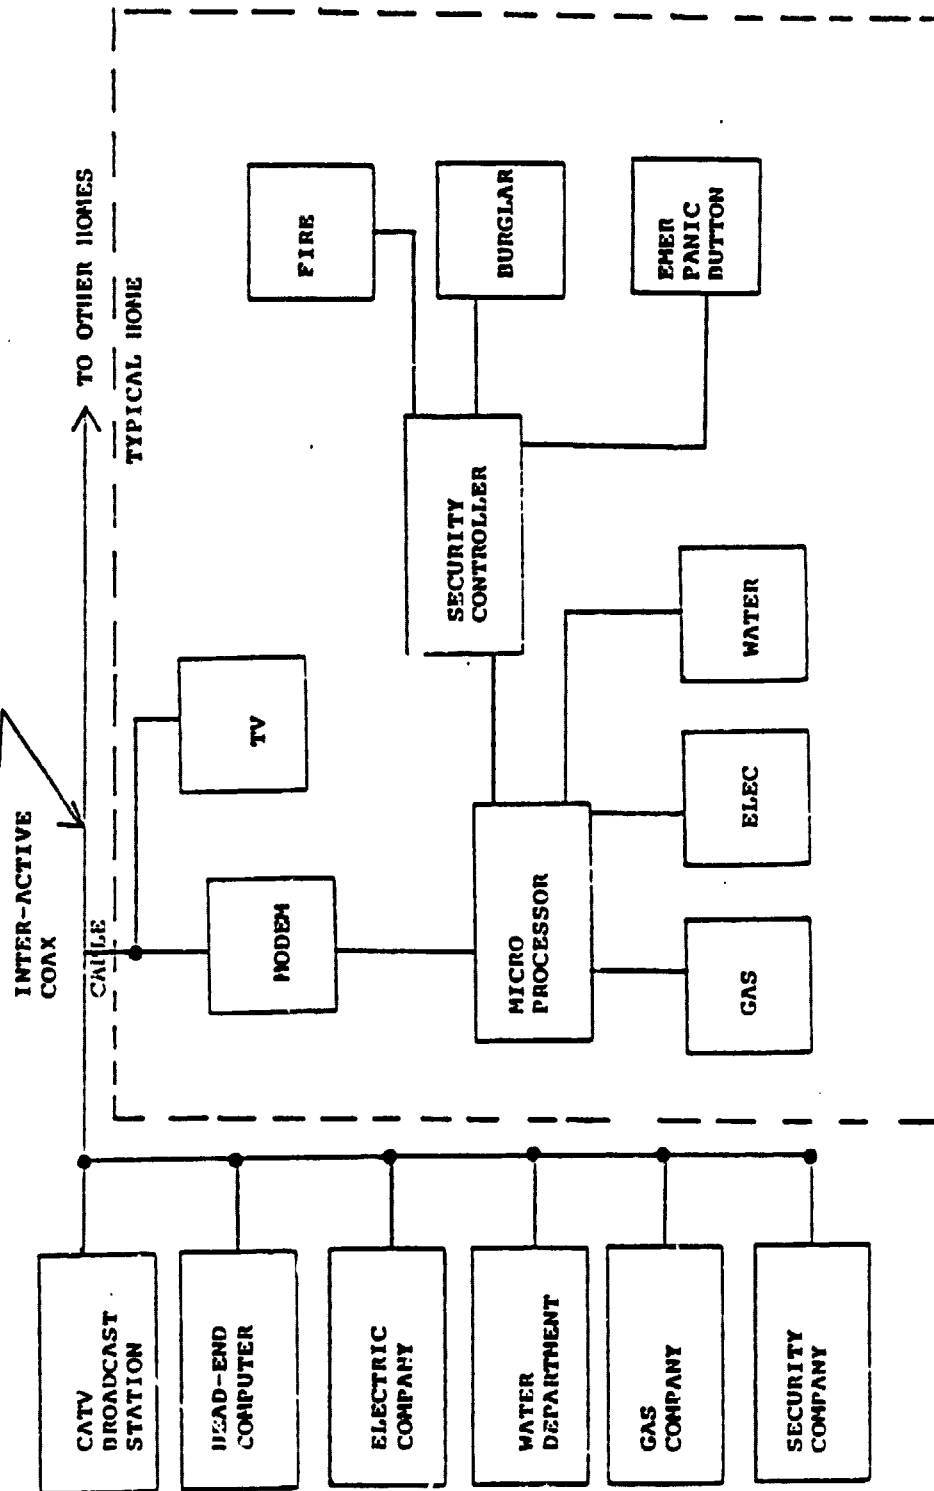 INTER-ACTIVE
COAX
CABLE
TO OTHER HOMES
TYPICAL HOME
CATV
BROADCAST
STATION
HEAD-END
COMPUTER
ELECTRIC
COMPANY
WATER
DEPARTMENT
GAS
COMPANY
SECURITY
COMPANY
MODEM
TV
MICRO
PROCESSOR
GAS
ELEC
WATER
SECURITY
CONTROLLER
FIRE
BURGLAR
EMER
PANIC
BUTTON